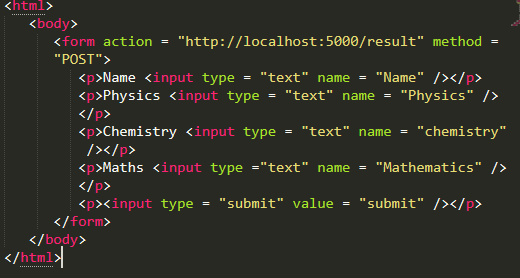 <html>
<body>
<form action = "http://localhost:5000/result" method =
"POST">
<p>Name <input type = "text" name = "Name" /></p>
<p>Physics <input type = "text" name = "Physics" />
</p>
<p>Chemistry <input type = "text" name = "chemistry"
/></p>
<p>Maths <input type ="text" name = "Mathematics" />
</p>
<p><input type = "submit" value = "submit" /></p>
</form>
</body>
</html>